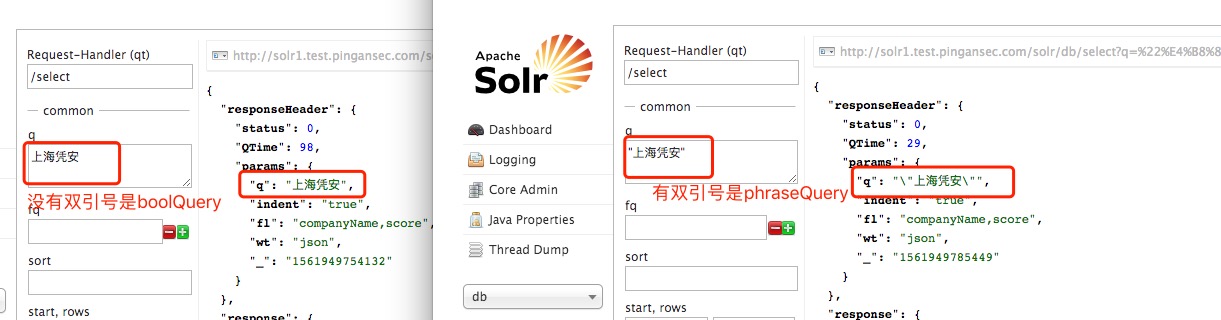 Request-Handler (qt)
/select
common
q
上海凭安
没有双引号是boolQuery
fq
sort
start, rows
http://solr1.test.pingansec.com/s
{
"responseHeader": {
"status": 0,
"QTime": 98,
"params": {
"q": "上海凭安",
"indent": "true",
"fl": "companyName,score",
"wt": "json",
"_": "1561949754132"
}
},
"response": {
Apache
Solr
Dashboard
Logging
Core Admin
Java Properties
Thread Dump
db
Request-Handler (qt)
/select
common
q
"上海凭安"
有双引号是phraseQuery
fq
sort
start, rows
http://solr1.test.pingansec.com/solr/db/select?q=%22%E4%B8%8
{
"responseHeader": {
"status": 0,
"QTime": 29,
"params": {
"q": "\"上海凭安\"",
"indent": "true",
"fl": "companyName,score",
"wt": "json",
"_": "1561949785449"
}
},
"response": {